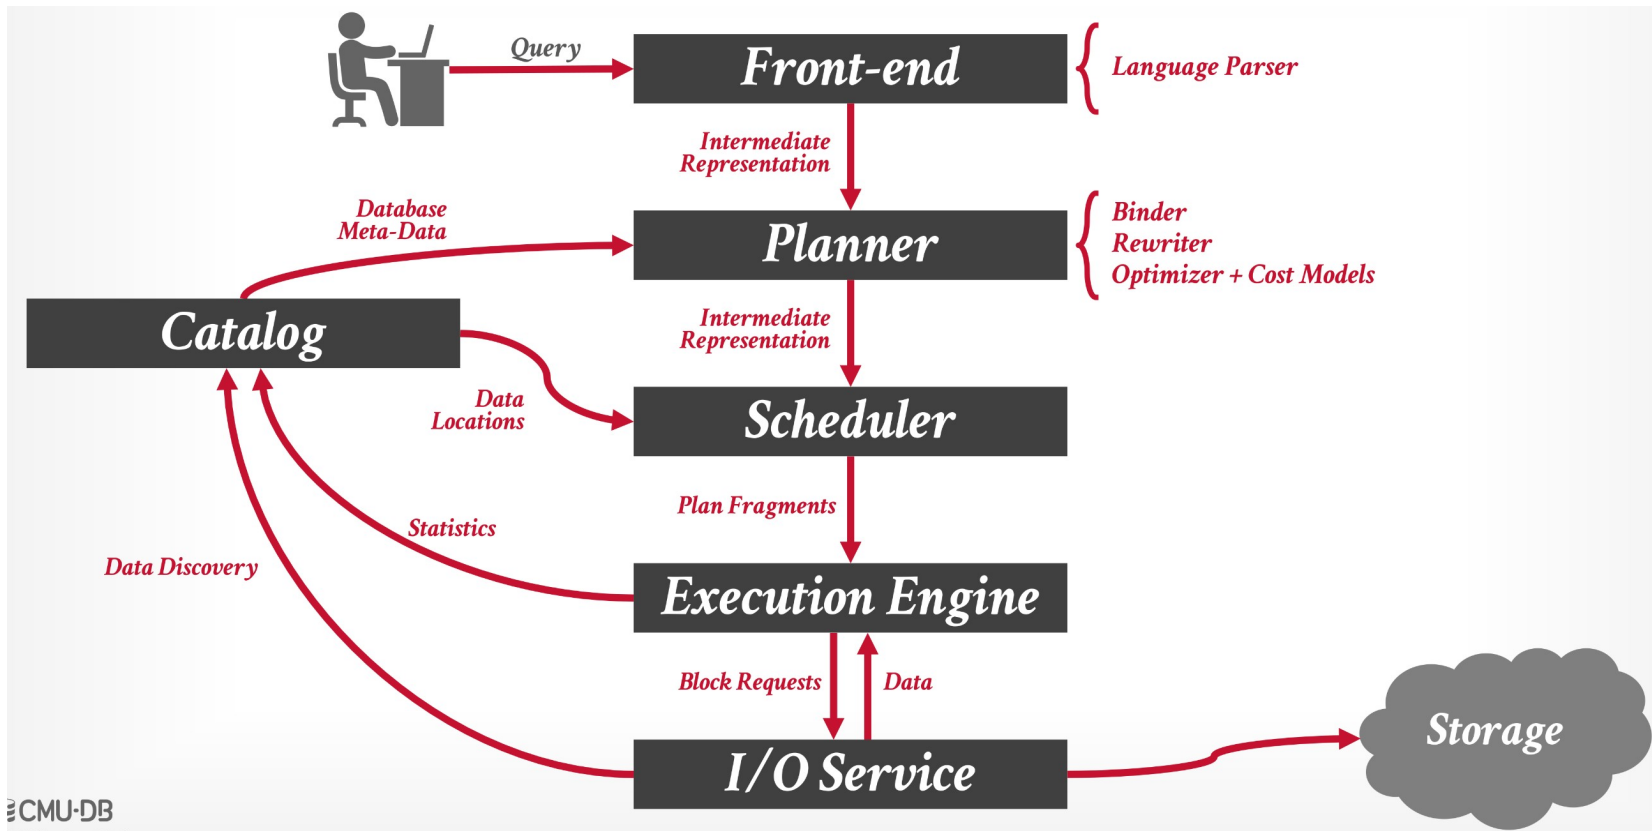 Query
Front-end
Language Parser
Intermediate
Representation
Database
Meta-Data
Planner
Binder
Rewriter
Optimizer + Cost Models
Catalog
Intermediate
Representation
Data
Locations
Scheduler
Plan Fragments
Statistics
Data Discovery
Execution Engine
Block Requests
Data
Storage
I/O Service
CMU·DB